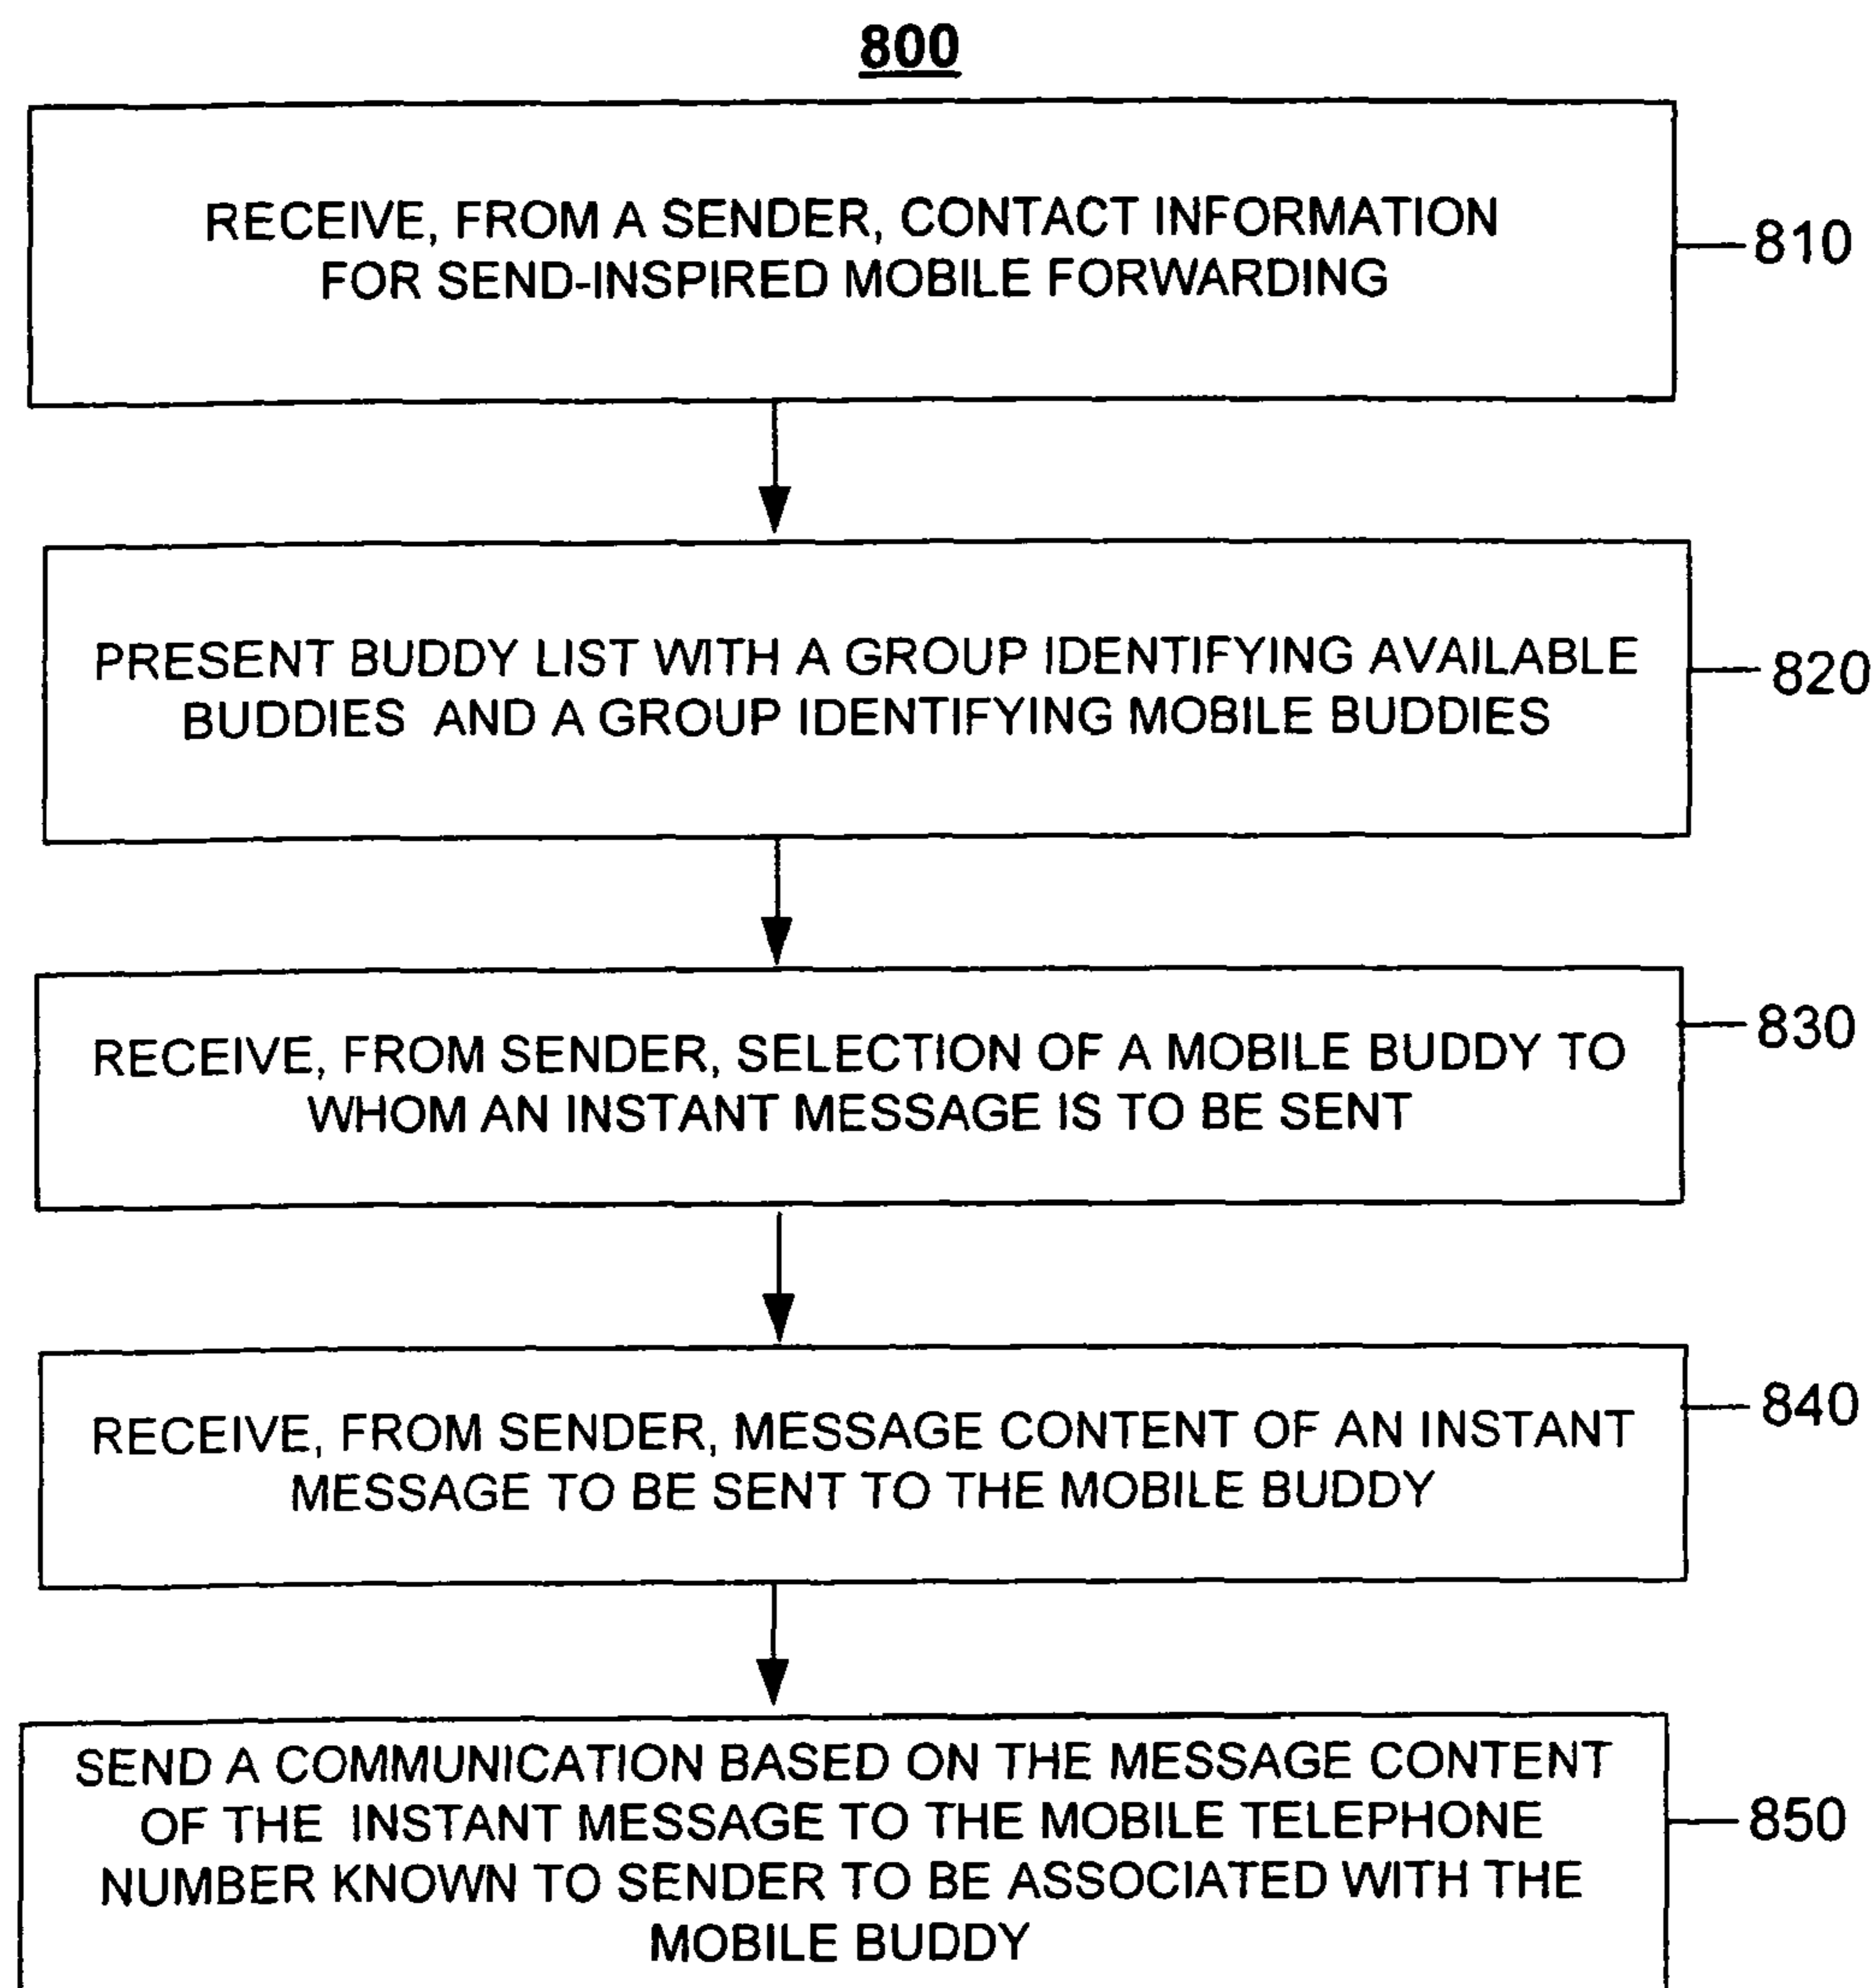 800
RECEIVE, FROM A SENDER, CONTACT INFORMATION
FOR SEND-INSPIRED MOBILE FORWARDING
810
PRESENT BUDDY LIST WITH A GROUP IDENTIFYING AVAILABLE
BUDDIES AND A GROUP IDENTIFYING MOBILE BUDDIES
820
RECEIVE, FROM SENDER, SELECTION OF A MOBILE BUDDY TO
WHOM AN INSTANT MESSAGE IS TO BE SENT
830
RECEIVE, FROM SENDER, MESSAGE CONTENT OF AN INSTANT
MESSAGE TO BE SENT TO THE MOBILE BUDDY
840
SEND A COMMUNICATION BASED ON THE MESSAGE CONTENT
OF THE INSTANT MESSAGE TO THE MOBILE TELEPHONE
NUMBER KNOWN TO SENDER TO BE ASSOCIATED WITH THE
MOBILE BUDDY
850